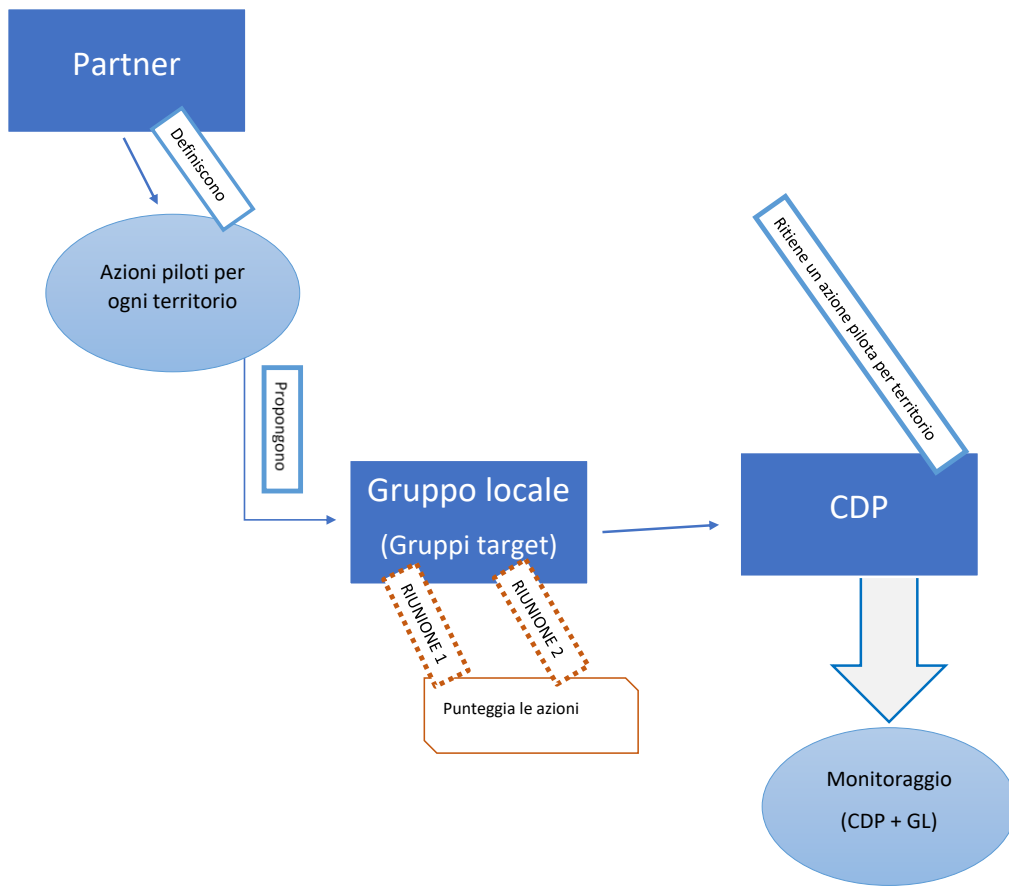 Partner
Definiscono
Azioni piloti per
ogni territorio
Propongono
Ritiene un azione pilota per territorio
Gruppo locale
(Gruppi target)
CDP
RIUNIONE 1
RIUNIONE 2
Punteggia le azioni
Monitoraggio
(CDP + GL)